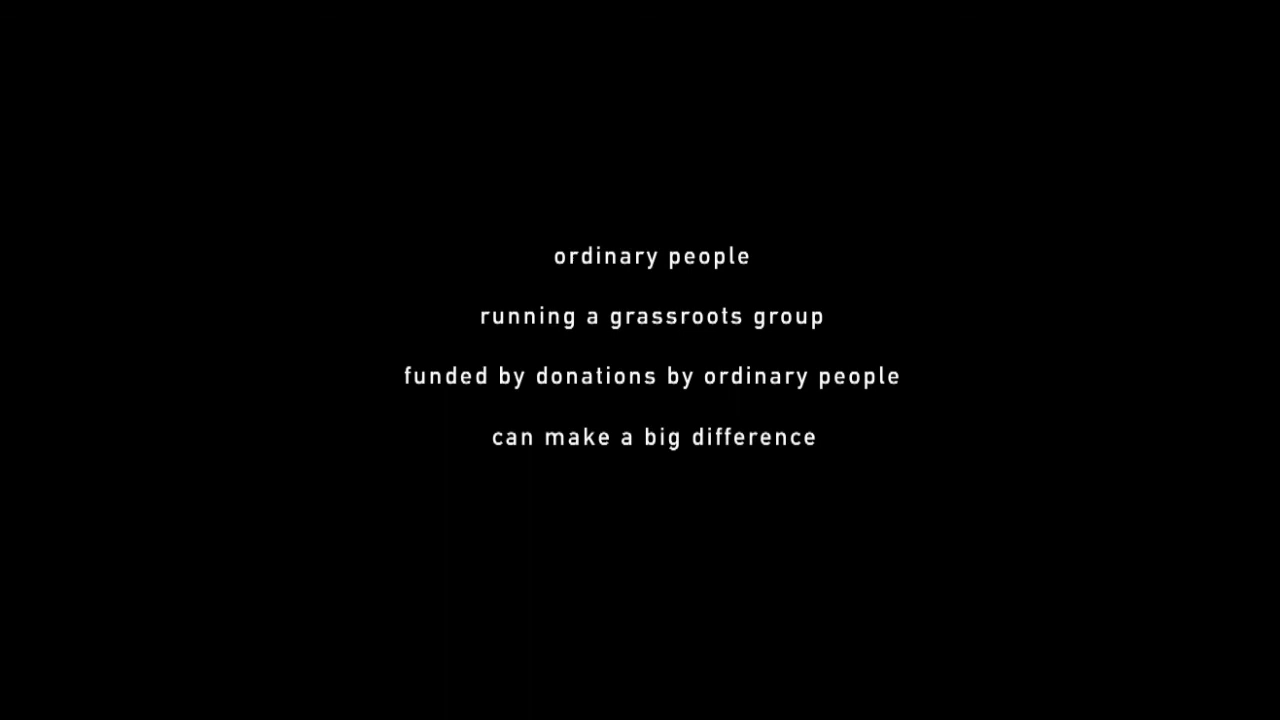 ordinary people
running a grassroots group
funded by donations by ordinary people
can make a big difference